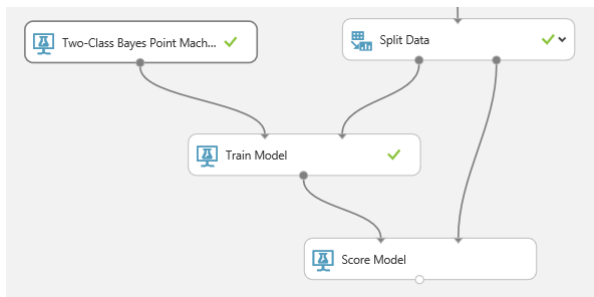 Two-Class Bayes Point Mach...
Split Data
Train Model
Score Model